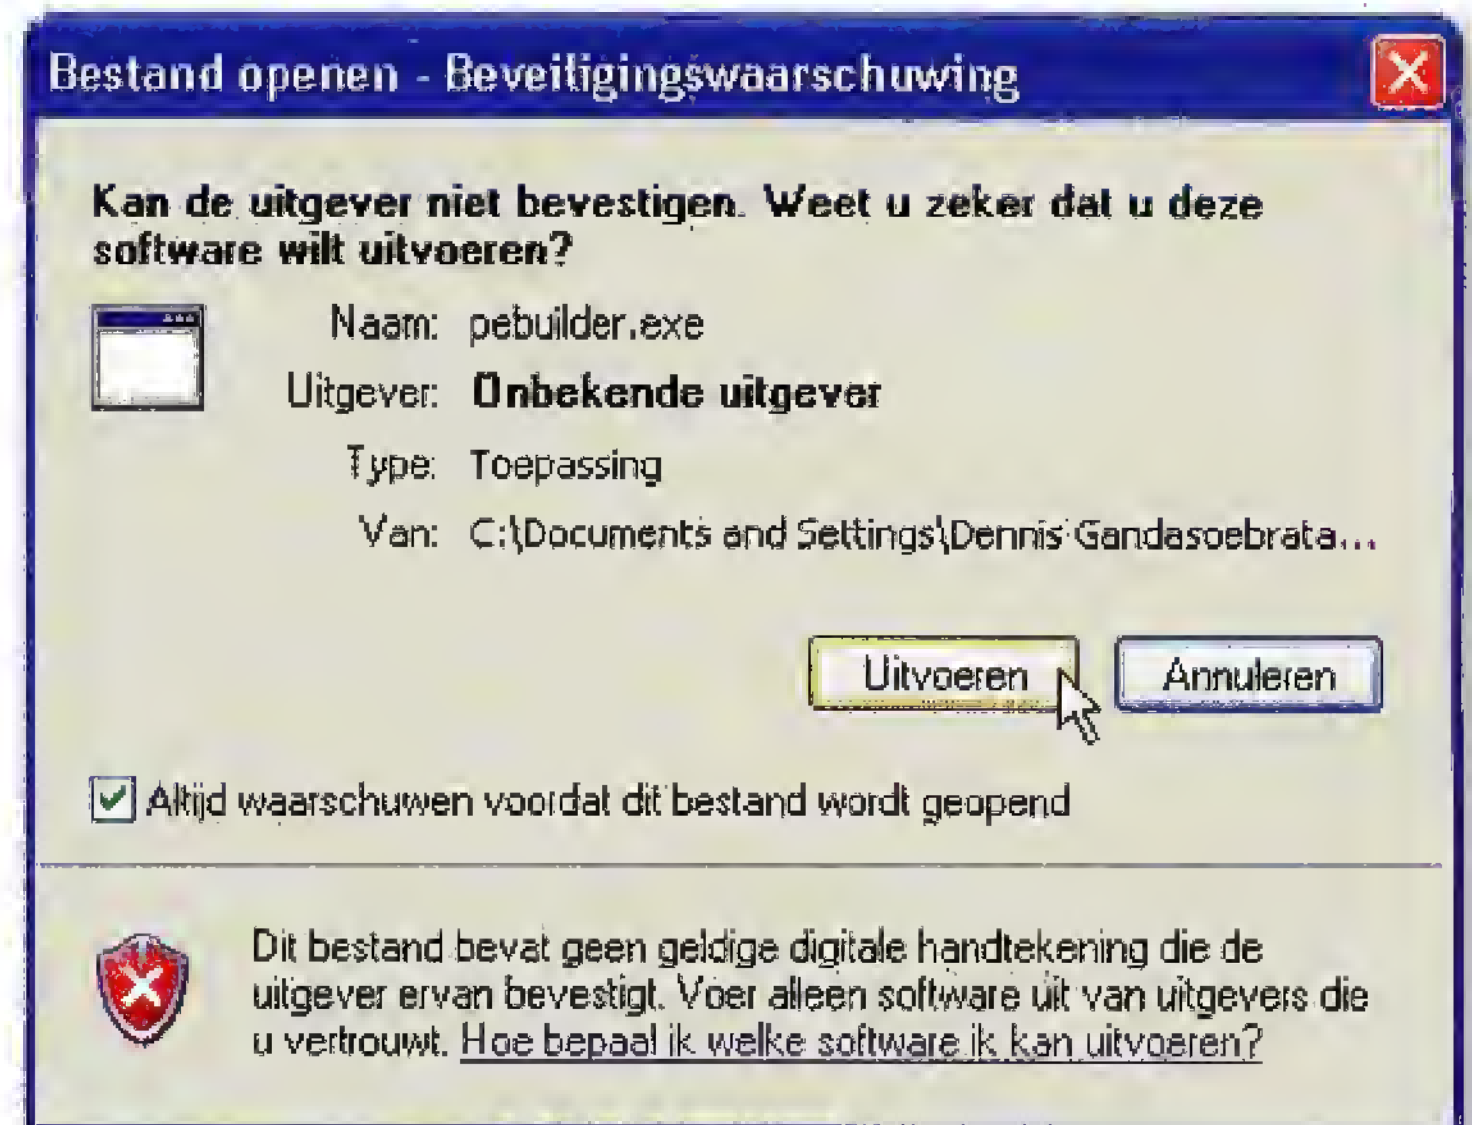 Bestand openen - Beveiligingswaarschuwing
Kan de uitgever niet bevestigen. Weet u zeker dat u deze
software wilt uitvoeren?
Naam: pebuilder.exe
Uitgever: Onbekende uitgever
Type: Toepassing
Van: C:\Documents and Settings\Dennis Gandasoebrata...
Uitvoeren Annuleren
Altijd waarschuwen voordat dit bestand wordt geopend
Dit bestand bevat geen geldige digitale handtekening die de
uitgever ervan bevestigt. Voer alleen software uit van uitgevers die
u vertrouwt. Hoe bepaal ik welke software ik kan uitvoeren?